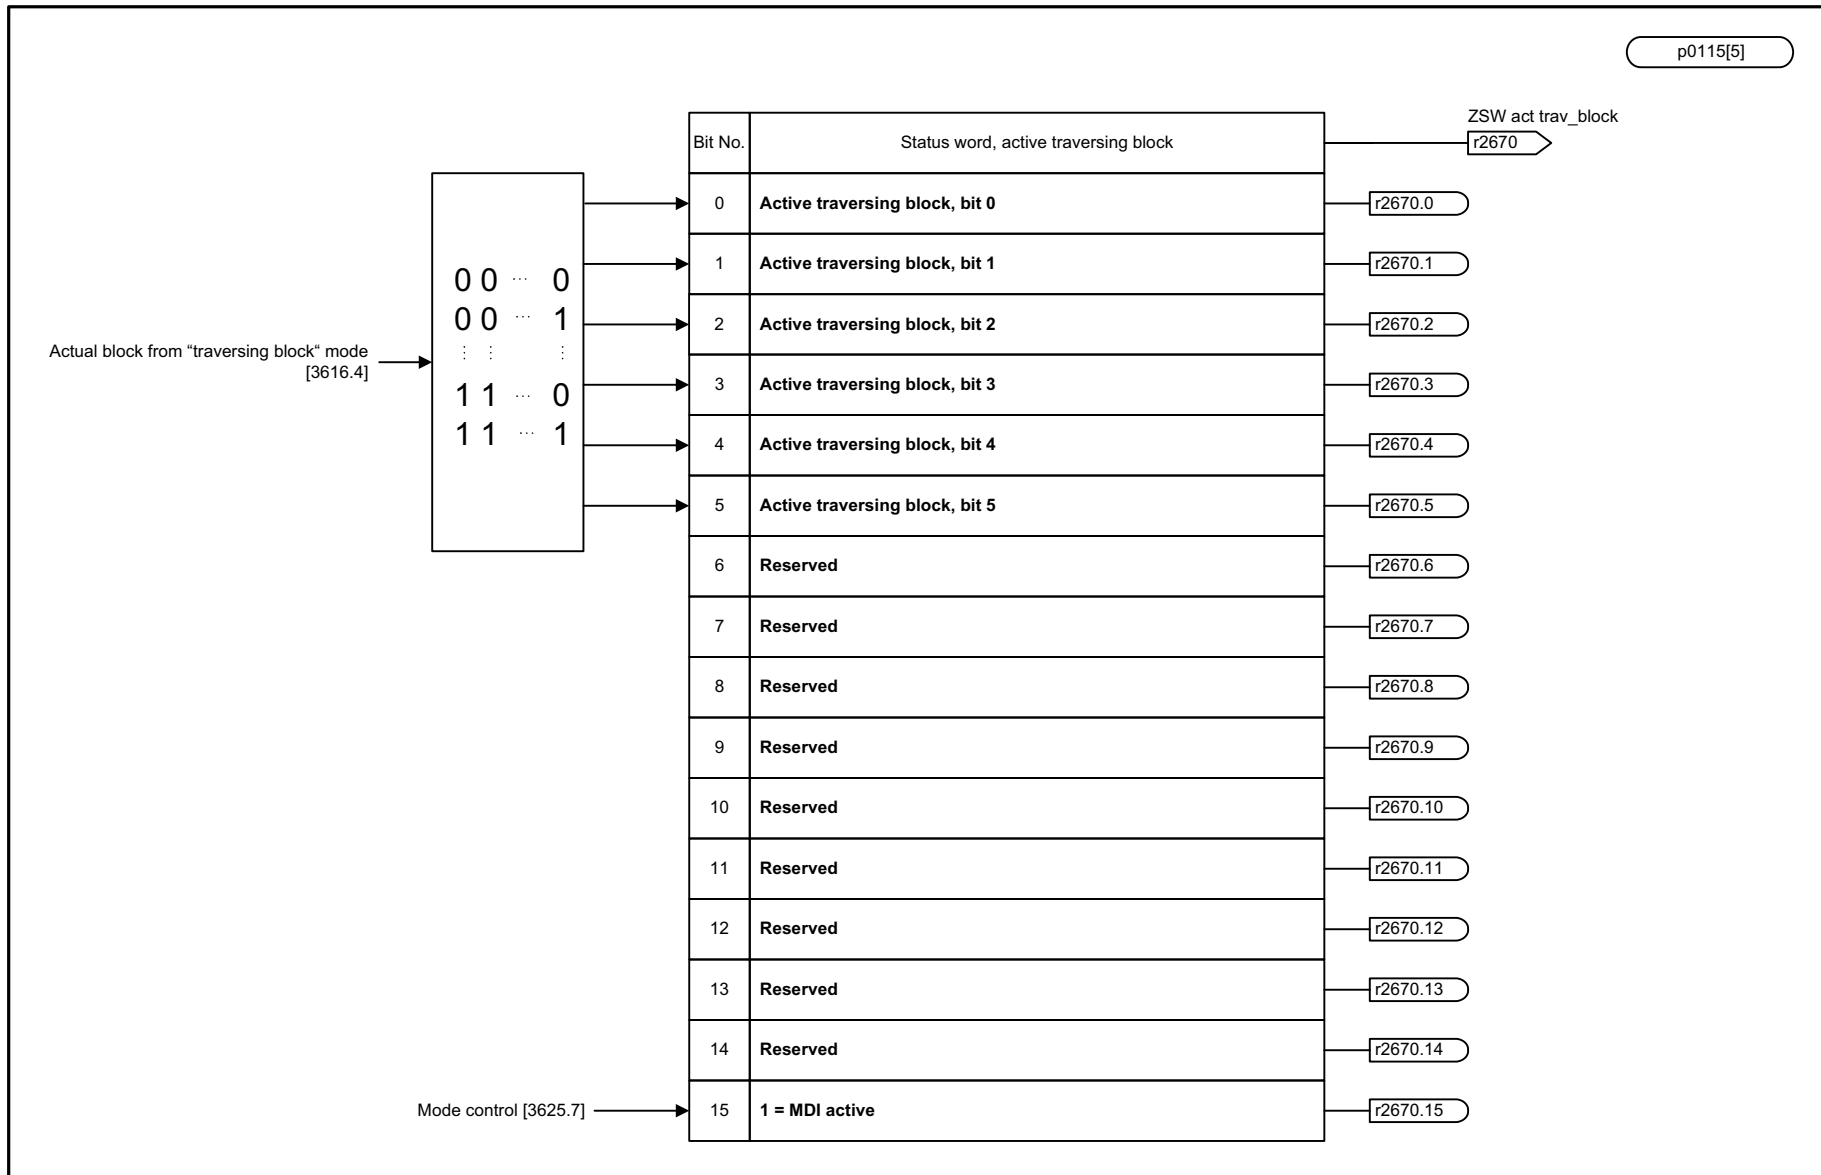 p0115[5]
ZSW act trav_block
Bit No. Status word, active traversing block r2670
0 Active traversing block, bit 0 r2670.0
1 Active traversing block, bit 1 r2670.1
0 0 ... 0
0 0 ... 1
2 Active traversing block, bit 2 r2670.2
Actual block from “traversing block“ mode
[3616.4]
⋮ ⋮ ⋮
3 Active traversing block, bit 3 r2670.3
1 1 ... 0
1 1 ... 1
4 Active traversing block, bit 4 r2670.4
5 Active traversing block, bit 5 r2670.5
6 Reserved r2670.6
7 Reserved r2670.7
8 Reserved r2670.8
9 Reserved r2670.9
10 Reserved r2670.10
11 Reserved r2670.11
12 Reserved r2670.12
13 Reserved r2670.13
14 Reserved r2670.14
Mode control [3625.7] 15 1 = MDI active r2670.15